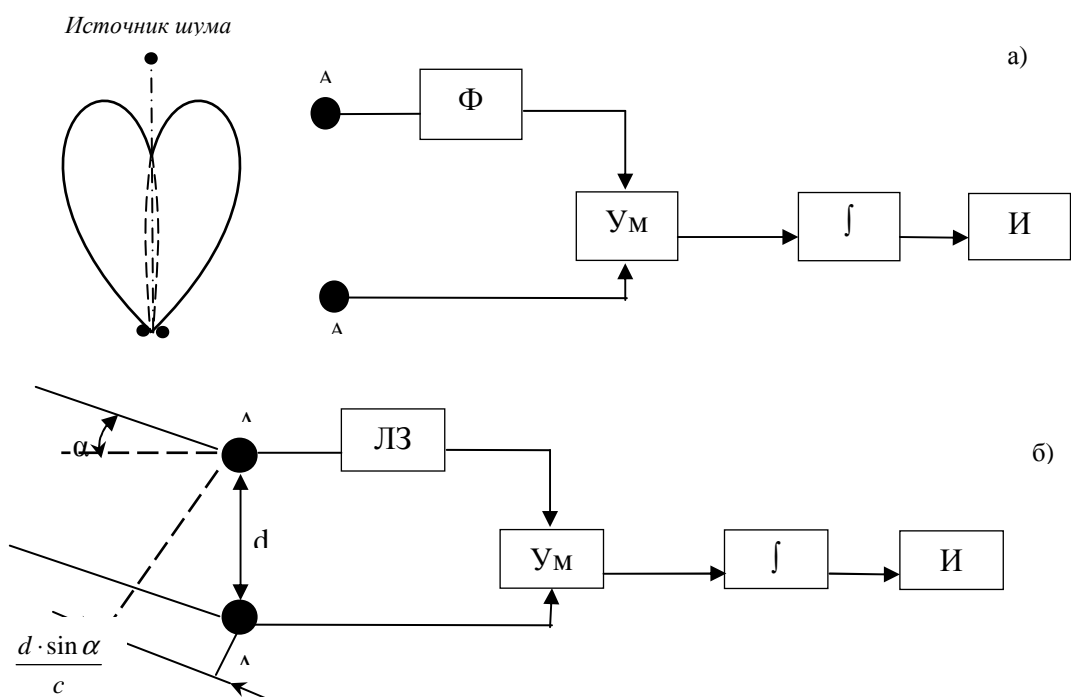 Источник шума
а)
А
Ф
Ум
∫
И
А
α
ЛЗ
б)
d
Ум
∫
И
d · sin α
c